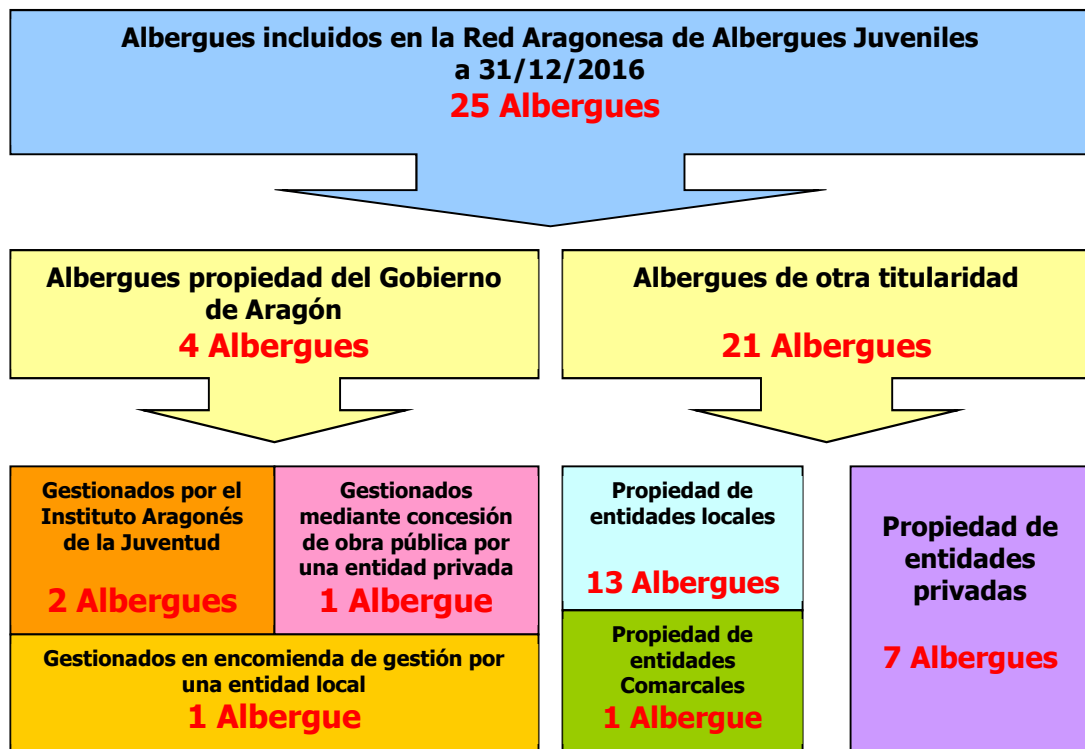 Albergues incluidos en la Red Aragonesa de Albergues Juveniles
a 31/12/2016
25 Albergues
Albergues propiedad del Gobierno
de Aragón
4 Albergues
Albergues de otra titularidad
21 Albergues
Gestionados por el
Instituto Aragonés
de la Juventud
2 Albergues
Gestionados
mediante concesión
de obra pública por
una entidad privada
1 Albergue
Gestionados en encomienda de gestión por
una entidad local
1 Albergue
Propiedad de
entidades locales
13 Albergues
Propiedad de
entidades
Comarcales
1 Albergue
Propiedad de
entidades
privadas
7 Albergues